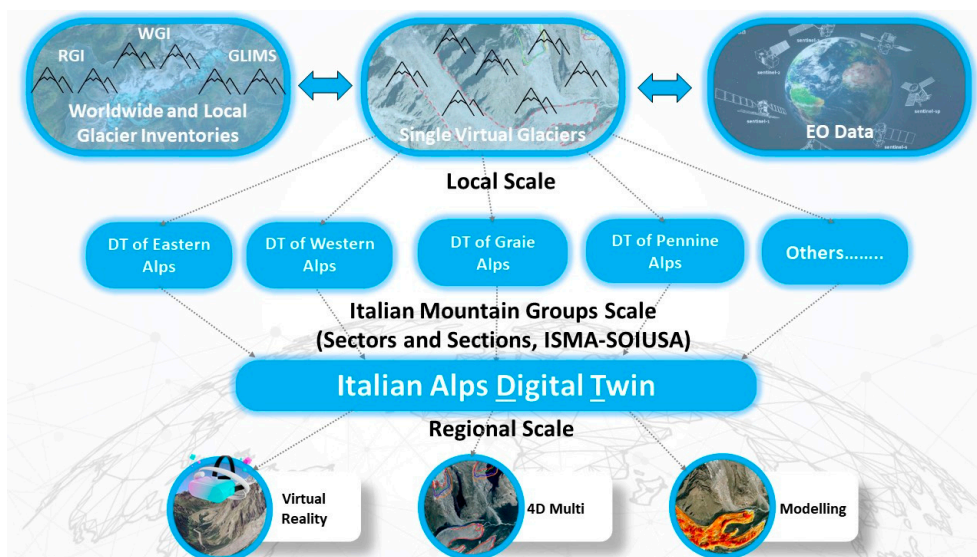 WGI
RGI
GLIMS
Worldwide and Local
Glacier Inventories
Single Virtual Glaciers
EO Data
Local Scale
DT of Eastern
Alps
DT of Western
Alps
DT of Graie
Alps
DT of Pennine
Alps
Others........
Italian Mountain Groups Scale
(Sectors and Sections, ISMA-SOIUSA)
Italian Alps Digital Twin
Regional Scale
Virtual
Reality
4D Multi
Modelling